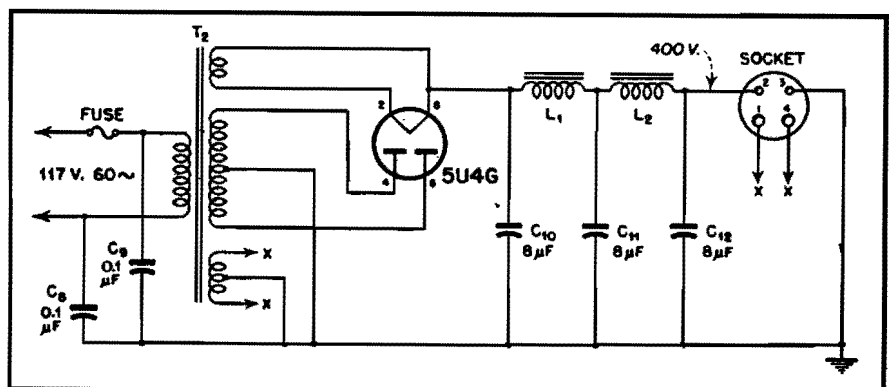 T₂
400 V.
SOCKET
2 3
1 4
X X
FUSE
117 V. 60~
2 8
4 6
5U4G
L₁
L₂
C₁₀
8µF
C₁₁
8µF
C₁₂
8µF
C₉
0.1
µF
C₈
0.1
µF
X
X